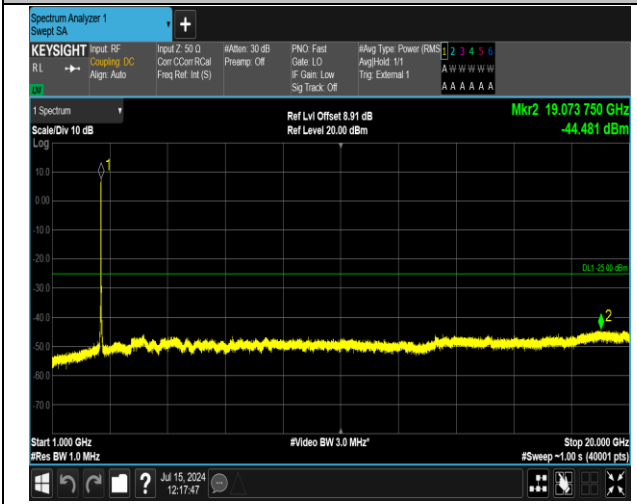 Spectrum Analyzer 1
Swept SA
+
KEYSIGHT
RL
Input: RF
Coupling: DC
Align: Auto
Input Z: 50 Ω
Corr CCorr RCal
Freq Ref: Int (S)
#Atten: 30 dB
Preamp: Off
PNO: Fast
Gate: LO
IF Gain: Low
Sig Track: Off
#Avg Type: Power (RMS
Avg|Hold: 1/1
Trig: External 1
1 2 3 4 5 6
A W W W W W
A A A A A A
1 Spectrum
Scale/Div 10 dB
Log
Ref Lvl Offset 8.91 dB
Ref Level 20.00 dBm
Mkr2 19.073 750 GHz
-44.481 dBm
1
10.0
0.00
-10.0
-20.0
DL1 -25.00 dBm
-30.0
-40.0
2
-50.0
-60.0
-70.0
Start 1.000 GHz
#Res BW 1.0 MHz
#Video BW 3.0 MHz*
Stop 20.000 GHz
#Sweep ~1.00 s (40001 pts)
?
Jul 15, 2024
12:17:47